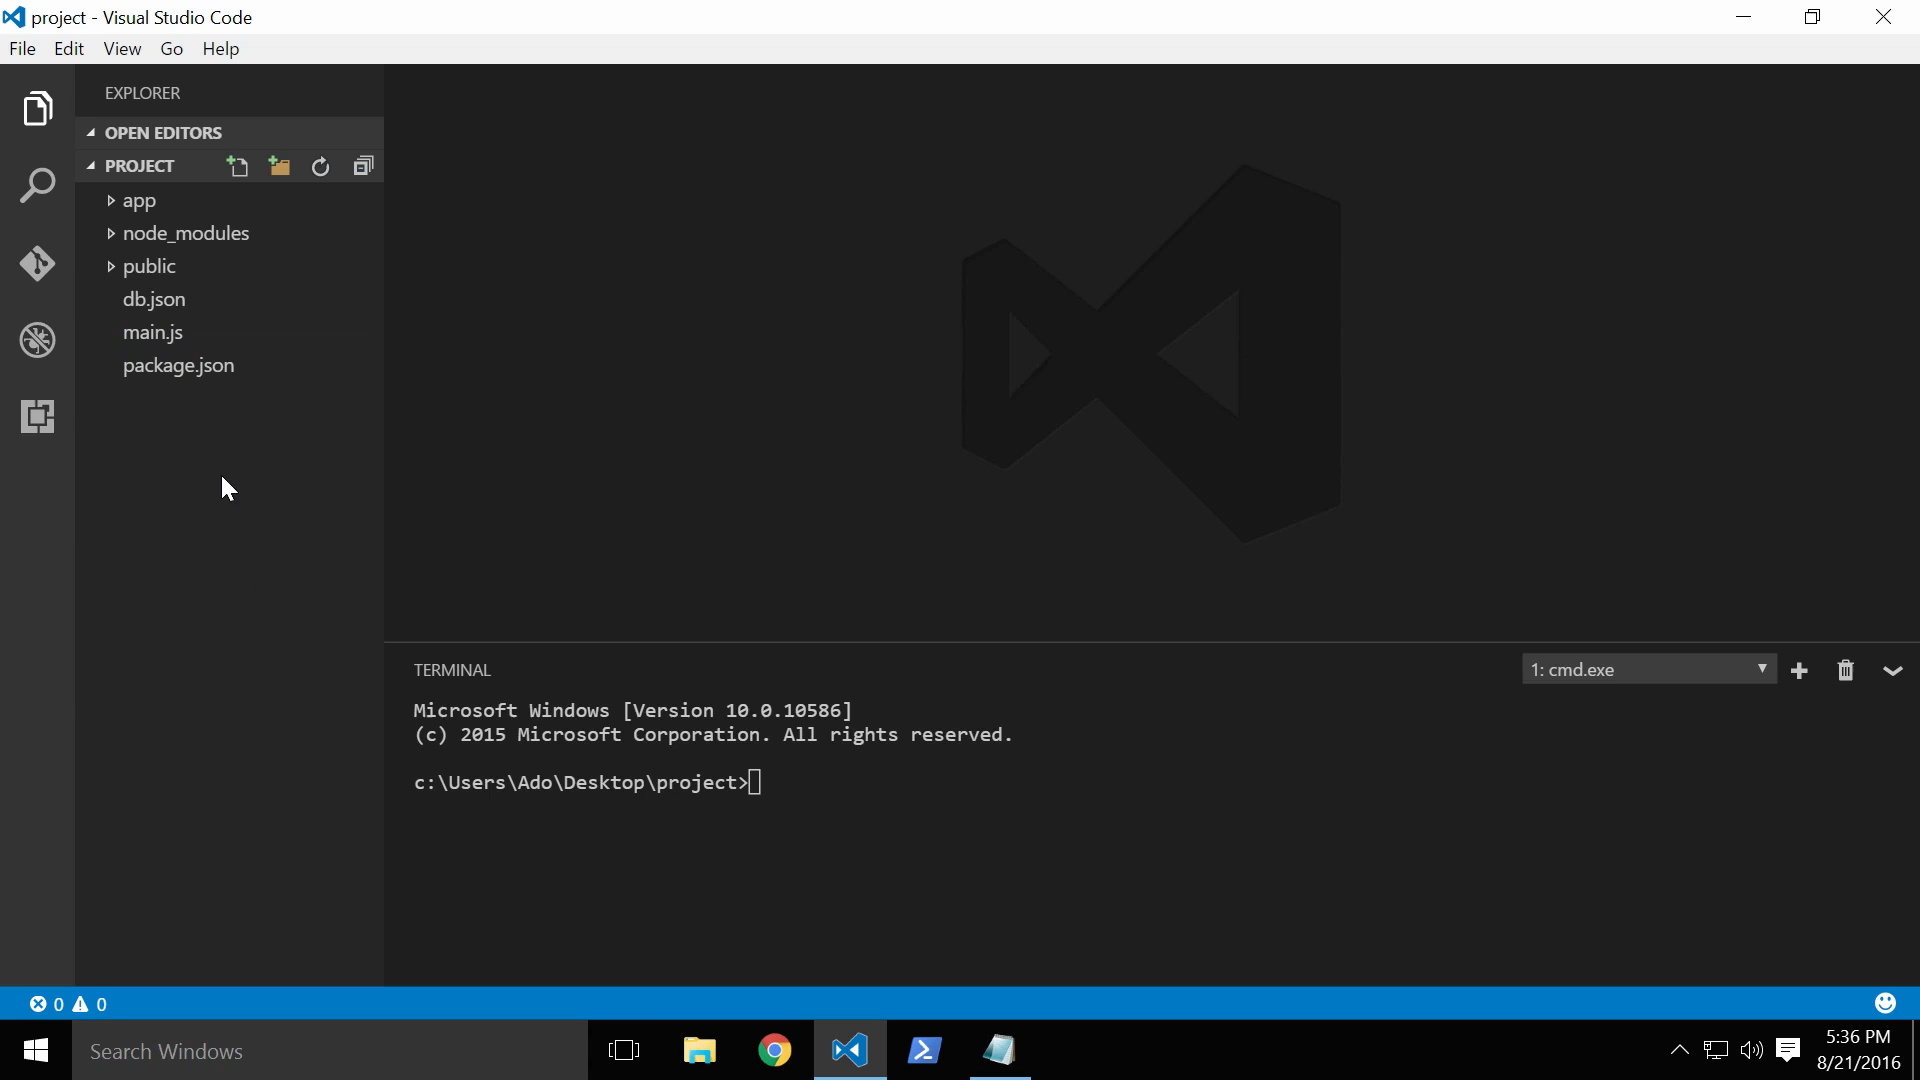 project - Visual Studio Code
File Edit View Go Help
EXPLORER
OPEN EDITORS
PROJECT
app
node_modules
public
db.json
main.js
package.json
TERMINAL
1: cmd.exe
Microsoft Windows [Version 10.0.10586]
(c) 2015 Microsoft Corporation. All rights reserved.
c:\Users\Ado\Desktop\project>
0 0
Search Windows
5:36 PM
8/21/2016